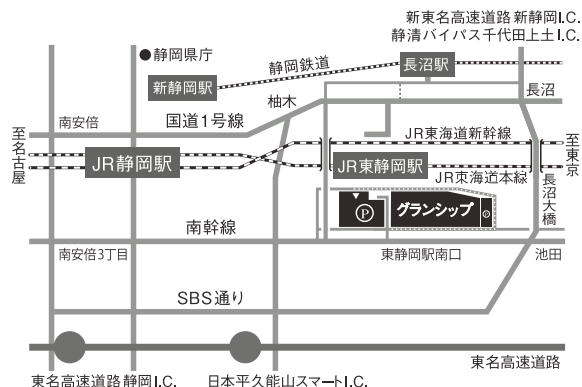 新東名高速道路 新静岡I.C.
静清バイパス千代田上土I.C.
静岡県庁
静岡鉄道
長沼駅
新静岡駅
柚木
長沼
南安倍
国道1号線
JR東海道新幹線
至名古屋
至東京
JR静岡駅
JR東静岡駅
JR東海道本線
長沼大橋
P
グランシップ
P
南幹線
南安倍3丁目
東静岡駅南口
池田
SBS通り
東名高速道路
東名高速道路 静岡I.C.
日本平久能山スマートI.C.